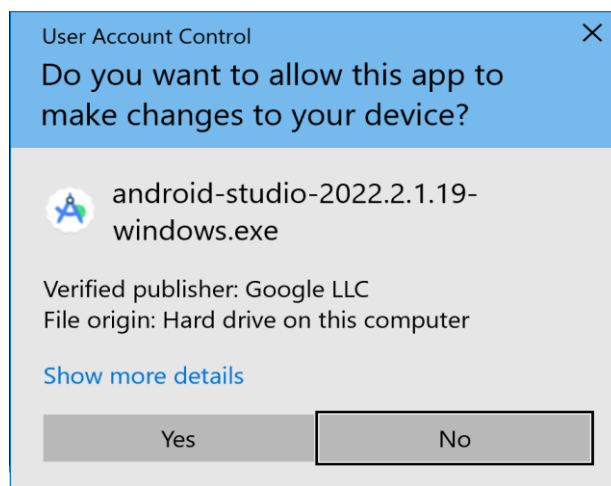 User Account Control
Do you want to allow this app to
make changes to your device?
android-studio-2022.2.1.19-
windows.exe
Verified publisher: Google LLC
File origin: Hard drive on this computer
Show more details
Yes
No